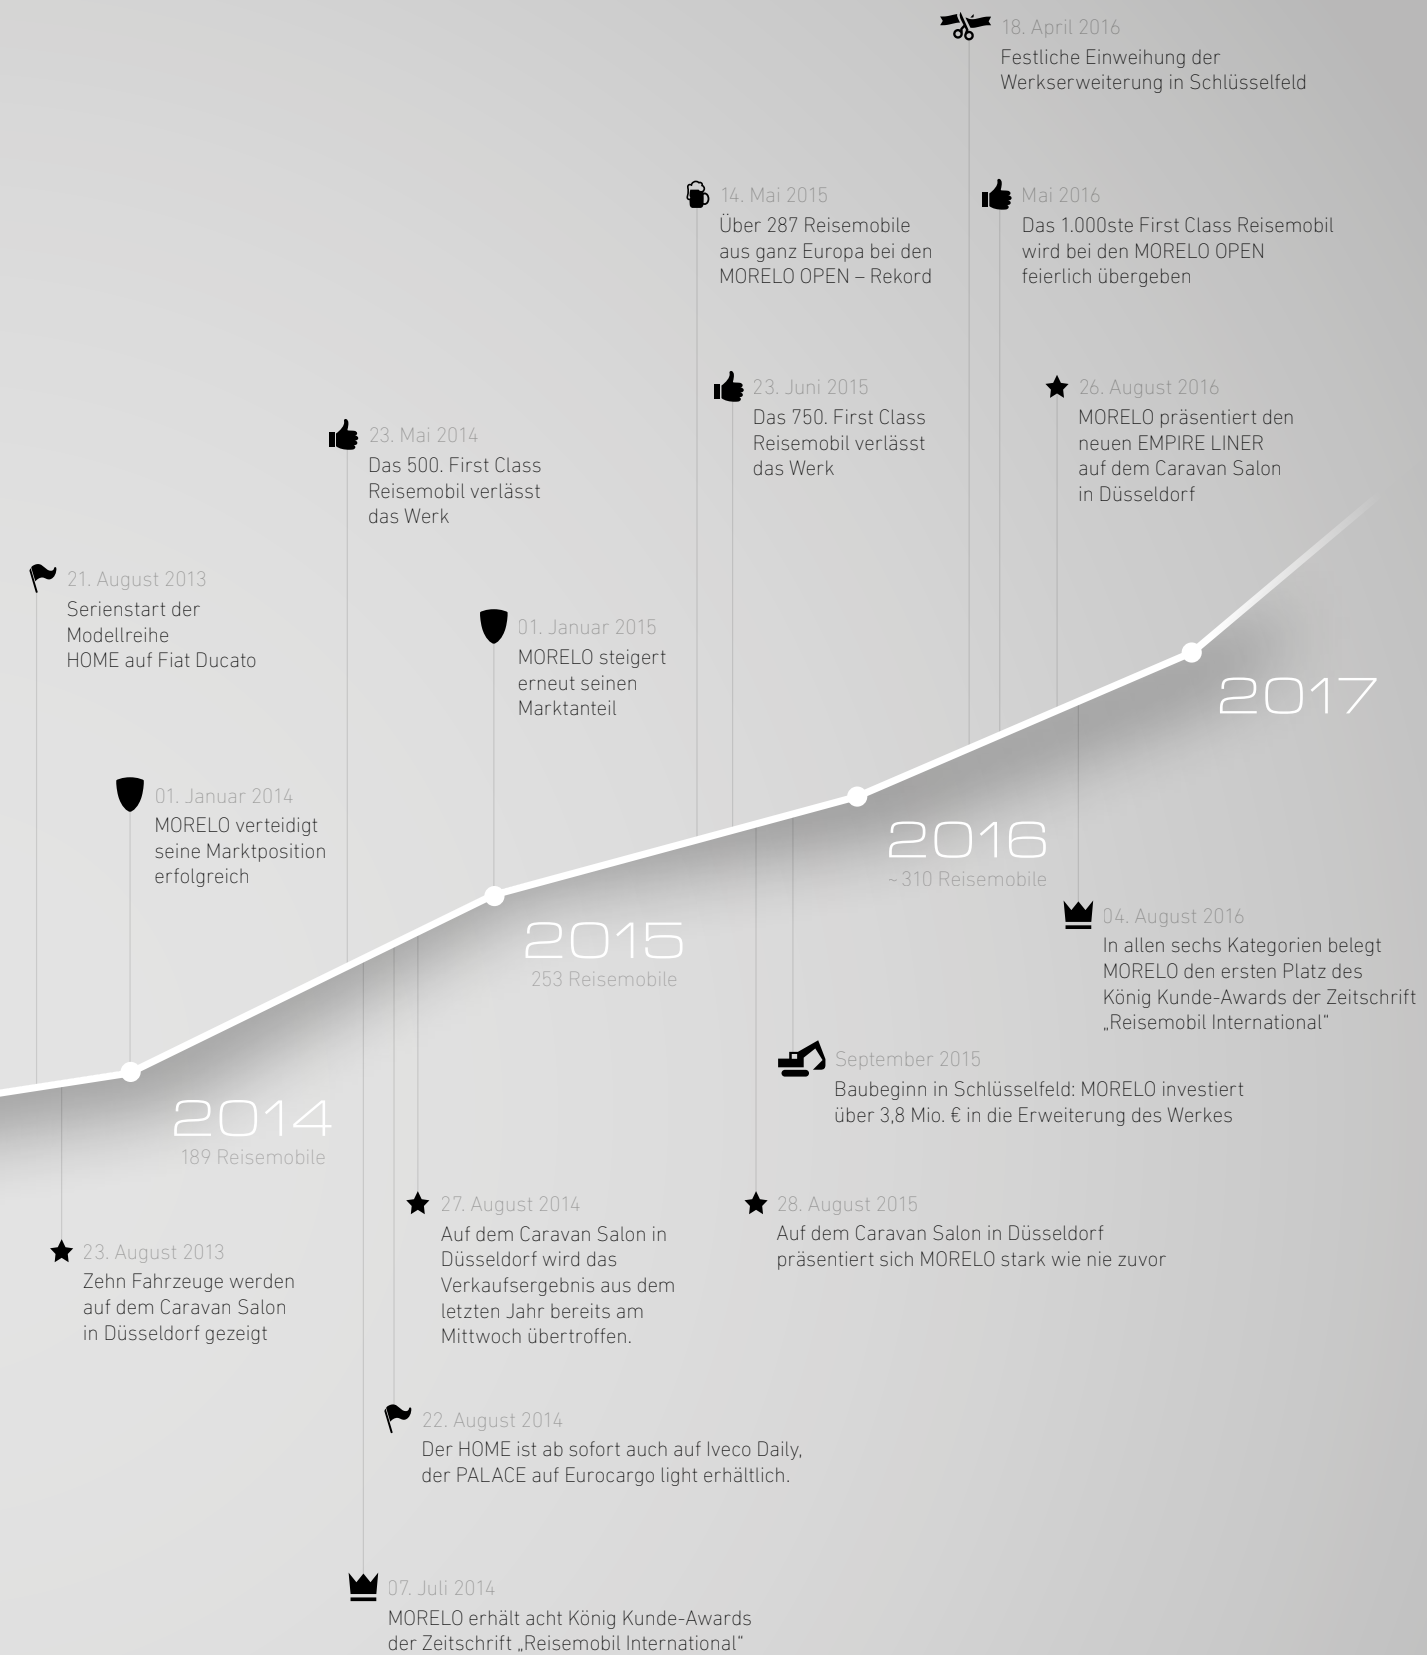 18. April 2016
Festliche Einweihung der
Werkserweiterung in Schlüsselfeld
14. Mai 2015
Über 287 Reisemobile
aus ganz Europa bei den
MORELO OPEN – Rekord
Mai 2016
Das 1.000ste First Class Reisemobil
wird bei den MORELO OPEN
feierlich übergeben
23. Juni 2015
Das 750. First Class
Reisemobil verlässt
das Werk
26. August 2016
MORELO präsentiert den
neuen EMPIRE LINER
auf dem Caravan Salon
in Düsseldorf
23. Mai 2014
Das 500. First Class
Reisemobil verlässt
das Werk
21. August 2013
Serienstart der
Modellreihe
HOME auf Fiat Ducato
01. Januar 2015
MORELO steigert
erneut seinen
Marktanteil
2017
01. Januar 2014
MORELO verteidigt
seine Marktposition
erfolgreich
2016
~310 Reisemobile
2015
253 Reisemobile
04. August 2016
In allen sechs Kategorien belegt
MORELO den ersten Platz des
König Kunde-Awards der Zeitschrift
„Reisemobil International“
September 2015
Baubeginn in Schlüsselfeld: MORELO investiert
über 3,8 Mio. € in die Erweiterung des Werkes
2014
189 Reisemobile
27. August 2014
Auf dem Caravan Salon in
Düsseldorf wird das
Verkaufsergebnis aus dem
letzten Jahr bereits am
Mittwoch übertroffen.
28. August 2015
Auf dem Caravan Salon in Düsseldorf
präsentiert sich MORELO stark wie nie zuvor
23. August 2013
Zehn Fahrzeuge werden
auf dem Caravan Salon
in Düsseldorf gezeigt
22. August 2014
Der HOME ist ab sofort auch auf Iveco Daily,
der PALACE auf Eurocargo light erhältlich.
07. Juli 2014
MORELO erhält acht König Kunde-Awards
der Zeitschrift „Reisemobil International“